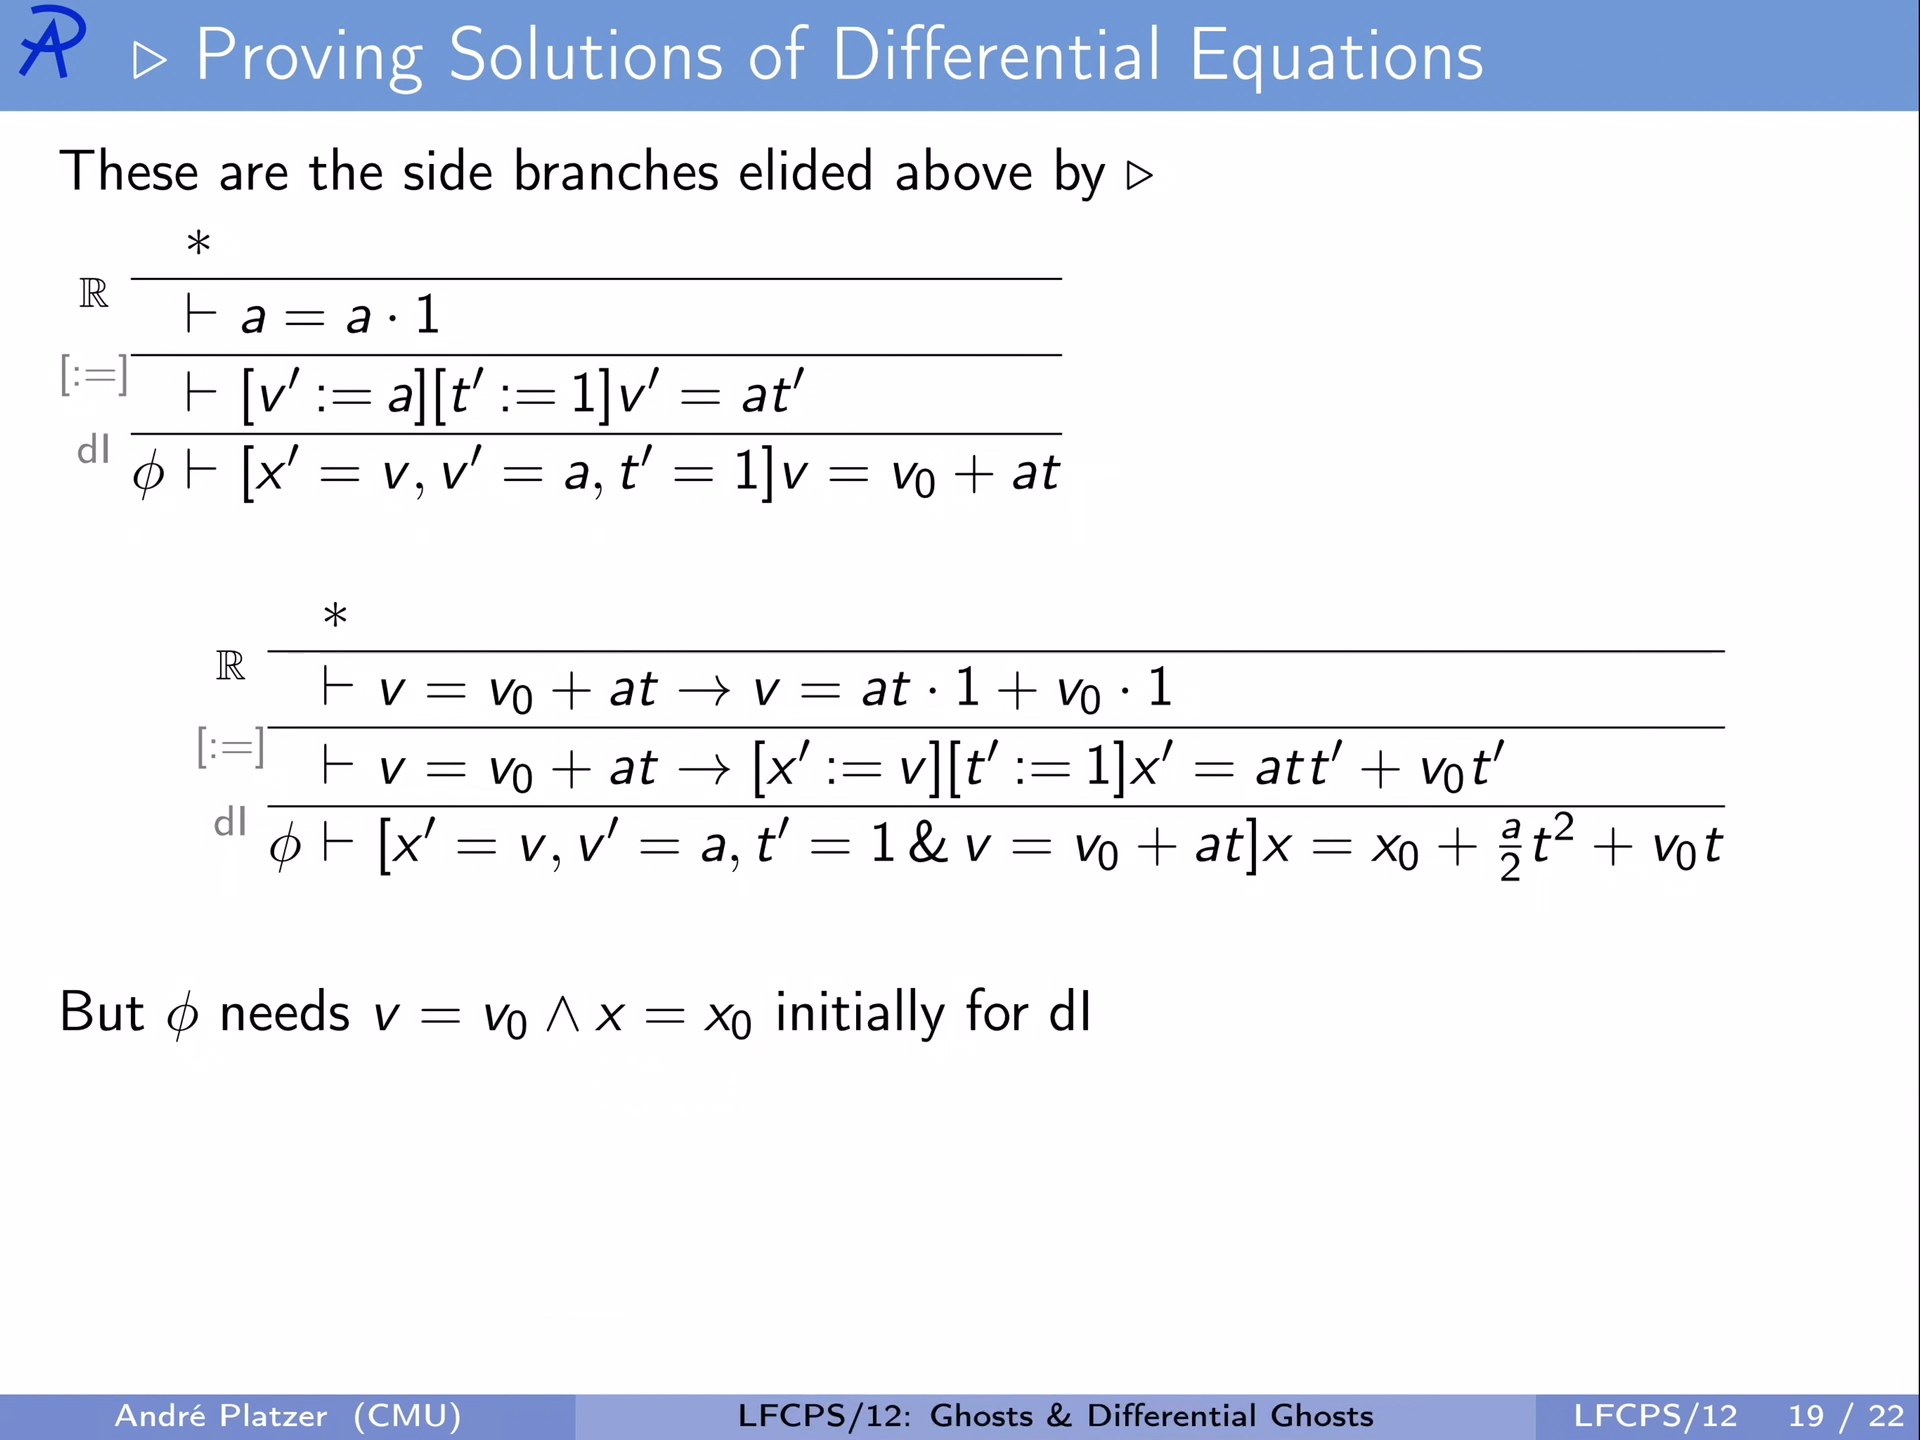 ▷ Proving Solutions of Differential Equations
These are the side branches elided above by ▷
*
ℝ
⊢ a = a · 1
[:=]
⊢ [v′ := a][t′ := 1]v′ = at′
dI
ϕ ⊢ [x′ = v, v′ = a, t′ = 1]v = v₀ + at
*
ℝ
⊢ v = v₀ + at → v = at · 1 + v₀ · 1
[:=]
⊢ v = v₀ + at → [x′ := v][t′ := 1]x′ = att′ + v₀t′
dI
ϕ ⊢ [x′ = v, v′ = a, t′ = 1 & v = v₀ + at]x = x₀ + a/2 t² + v₀t
But ϕ needs v = v₀ ∧ x = x₀ initially for dI
André Platzer (CMU) LFCPS/12: Ghosts & Differential Ghosts LFCPS/12 19 / 22